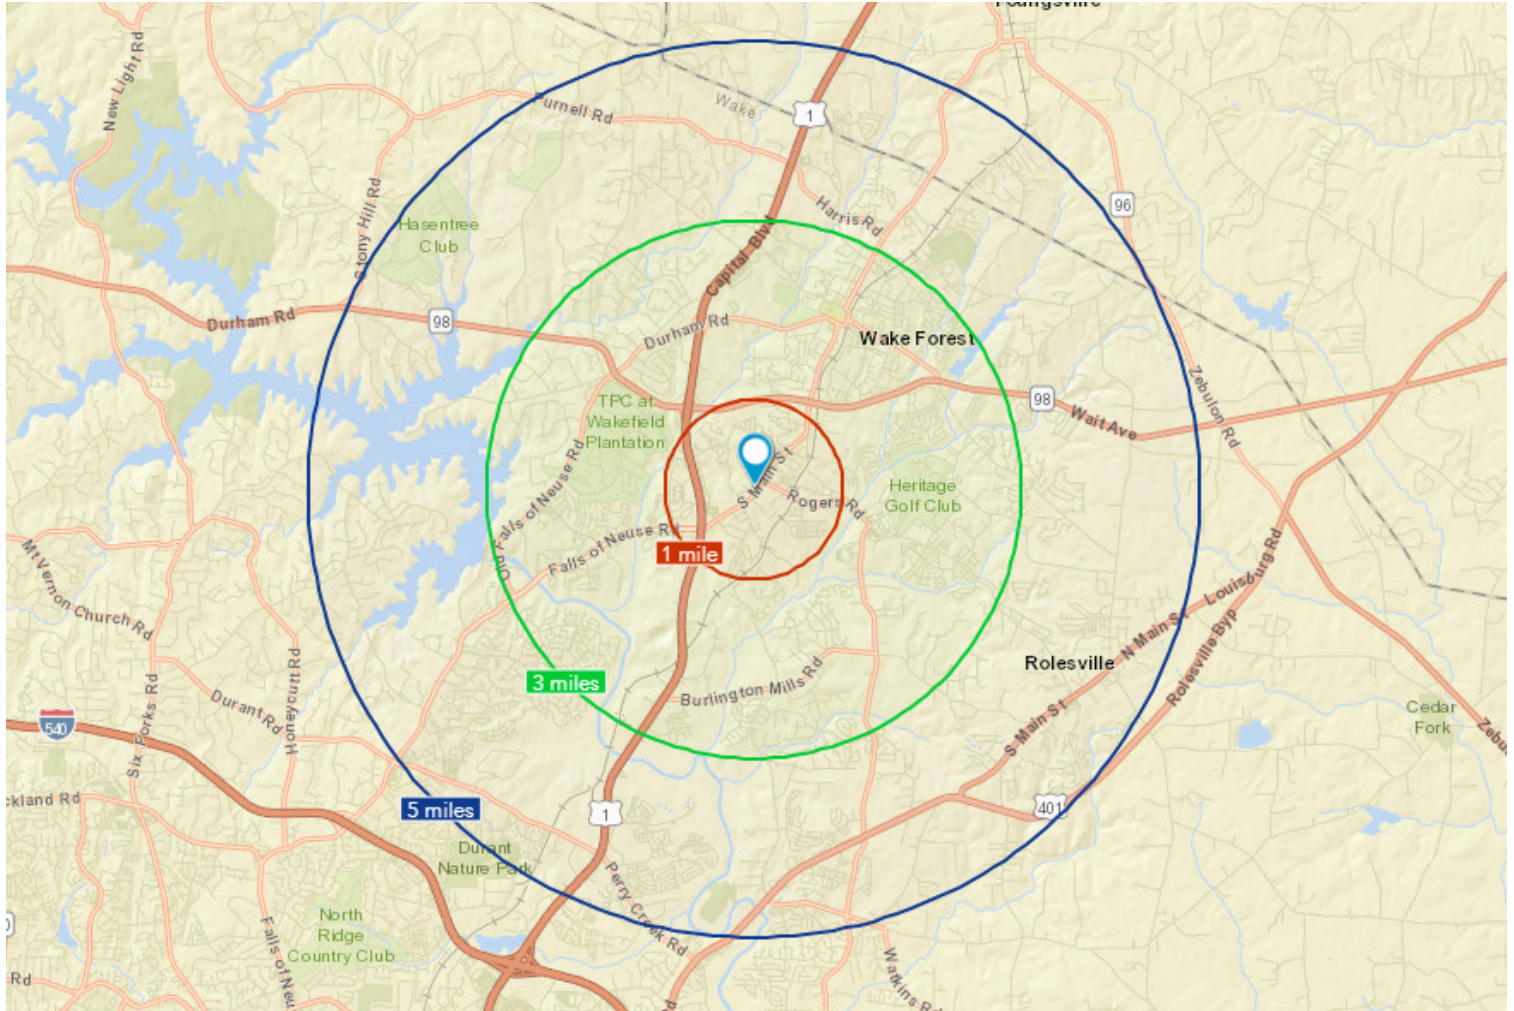 Youngsville
New Light Rd
Purnell Rd
Wake
1
Stony Hill Rd
Hasentree
Club
Harris Rd
96
Capital Blvd
Durham Rd
98
Durham Rd
Wake Forest
TPC at
Wakefield
Plantation
98
Wait Ave
Zebulon Rd
S Main St
Rogers Rd
Heritage
Golf Club
Old Falls of Neuse Rd
Falls of Neuse Rd
1 mile
Mt Vernon Church Rd
Louisburg Rd
N Main St
Rolesville Byp
Rolesville
3 miles
Burlington Mills Rd
Honeycutt Rd
Durant Rd
Six Forks Rd
540
S Main St
Cedar
Fork
Zebu
ckland Rd
5 miles
1
401
Durant
Nature Park
Perry Creek Rd
North
Ridge
Country Club
Falls of Neu
Watkins Rd
Rd